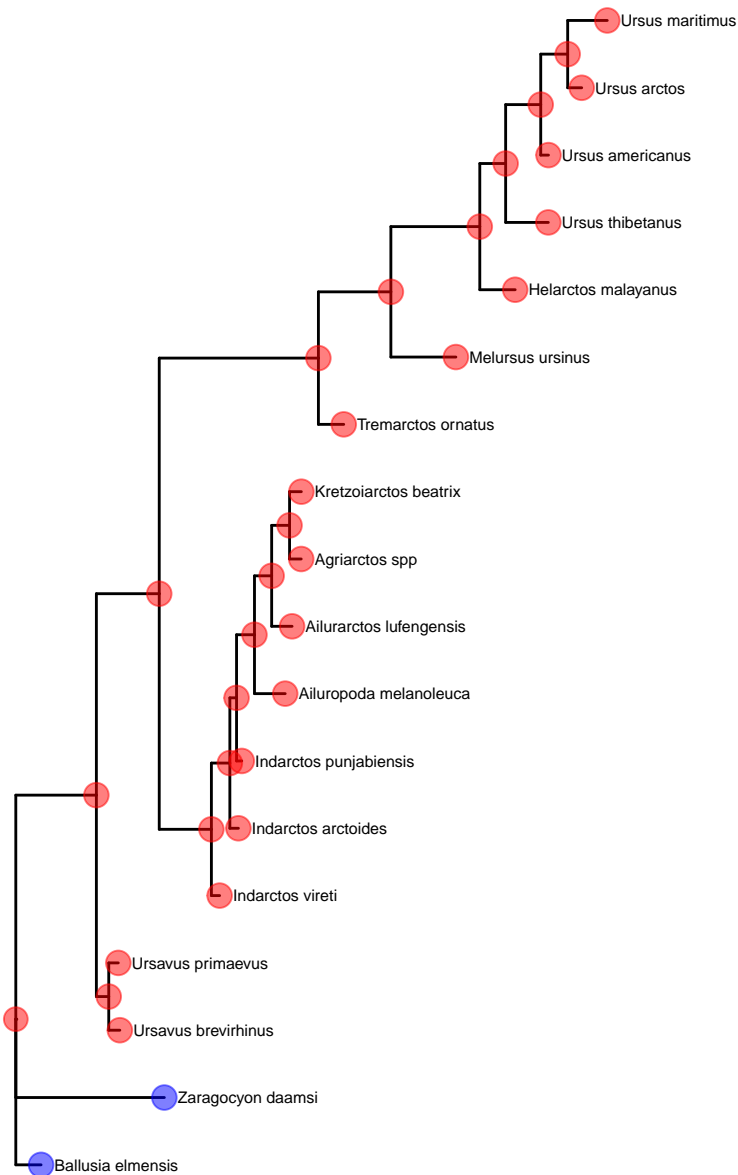 Ursus maritimus
Ursus arctos
Ursus americanus
Ursus thibetanus
Helarctos malayanus
Melursus ursinus
Tremarctos ornatus
Kretzoiarctos beatrix
Agriarctos spp
Ailurarctos lufengensis
Ailuropoda melanoleuca
Indarctos punjabiensis
Indarctos arctoides
Indarctos vireti
Ursavus primaevus
Ursavus brevirhinus
Zaragocyon daamsi
Ballusia elmensis